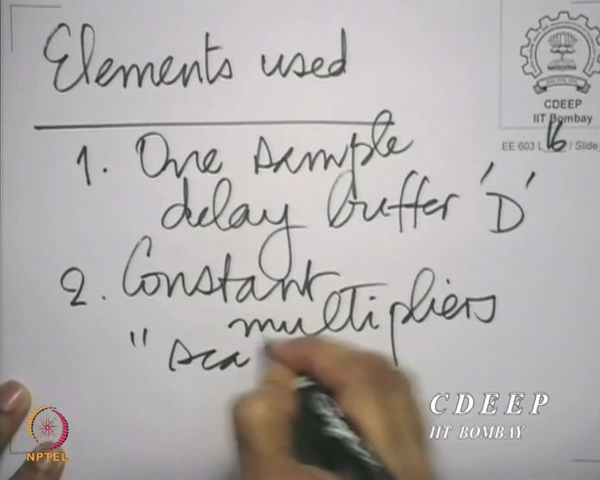 Elements used
CDEEP
IIT Bombay
EE 603 L 16 / Slide
1. One sample
delay buffer 'D'
2. Constant
multipliers
" sca
CDEEP
IIT BOMBAY
NPTEL